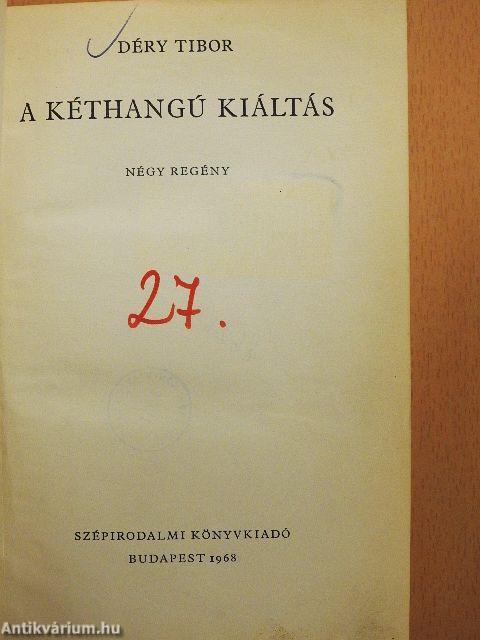 DÉRY TIBOR
A KÉTHANGÚ KIÁLTÁS
NÉGY REGÉNY
27.
SZÉPIRODALMI KÖNYVKIADÓ
BUDAPEST 1968
Antikvárium.hu